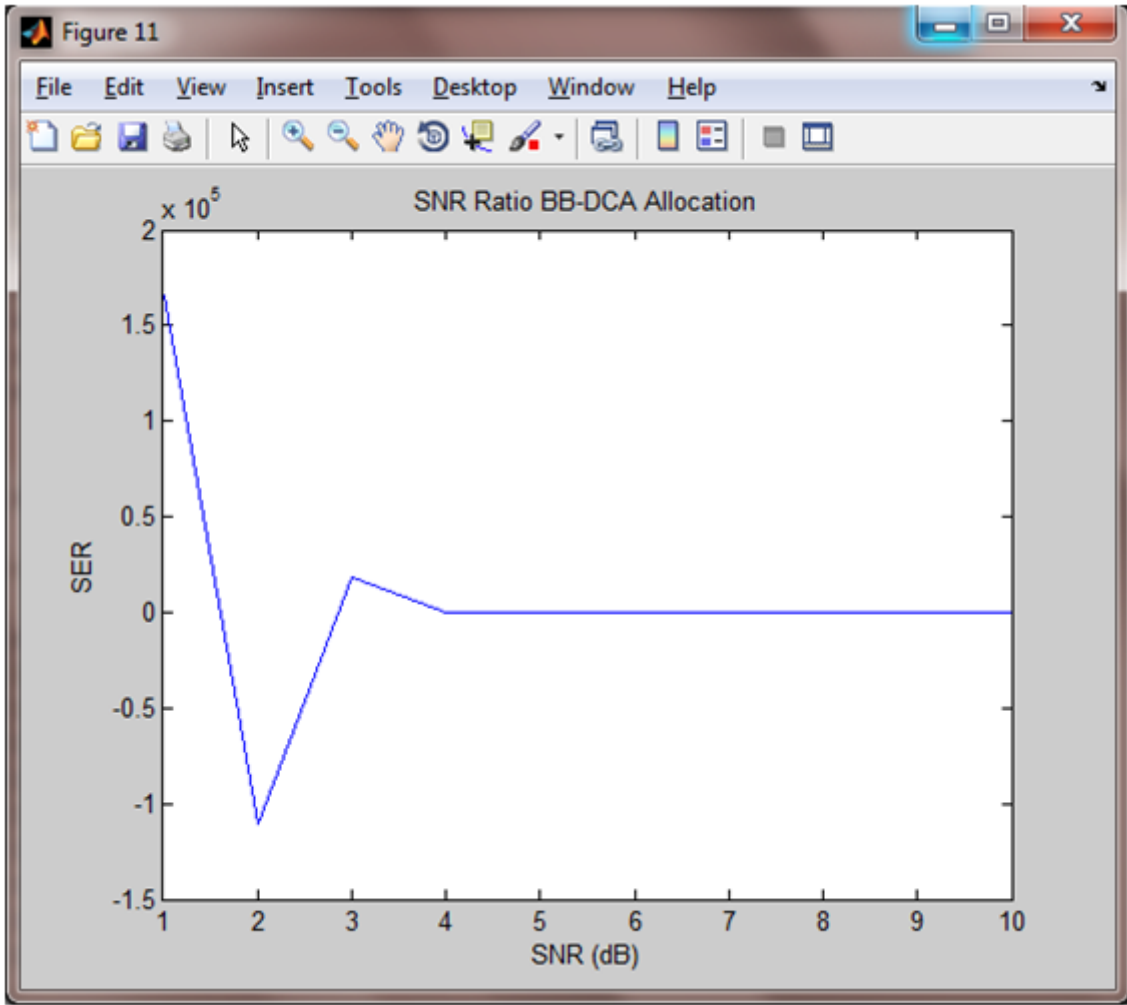 Figure 11
File Edit View Insert Tools Desktop Window Help
SNR Ratio BB-DCA Allocation
x 10^5
2
1.5
1
0.5
0
-0.5
-1
-1.5
SER
1 2 3 4 5 6 7 8 9 10
SNR (dB)